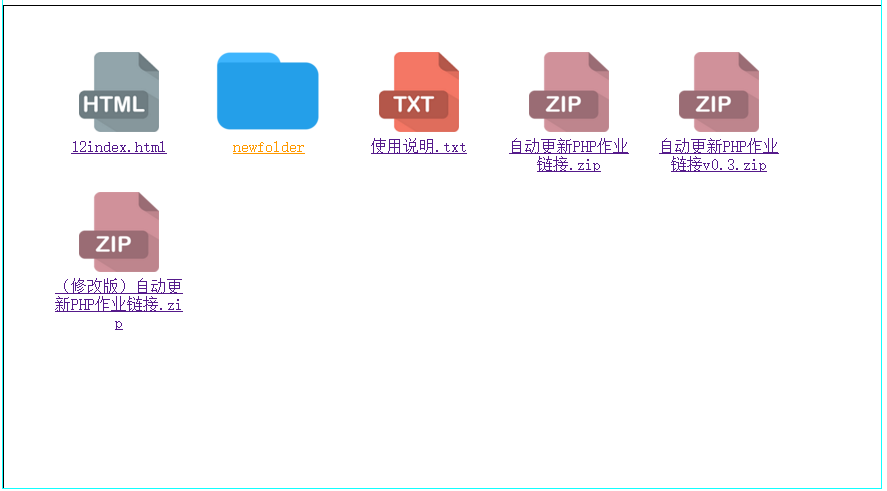 HTML
TXT
ZIP
ZIP
12index.html
newfolder
使用说明.txt
自动更新PHP作业
链接.zip
自动更新PHP作业
链接v0.3.zip
ZIP
（修改版）自动更
新PHP作业链接.zi
p